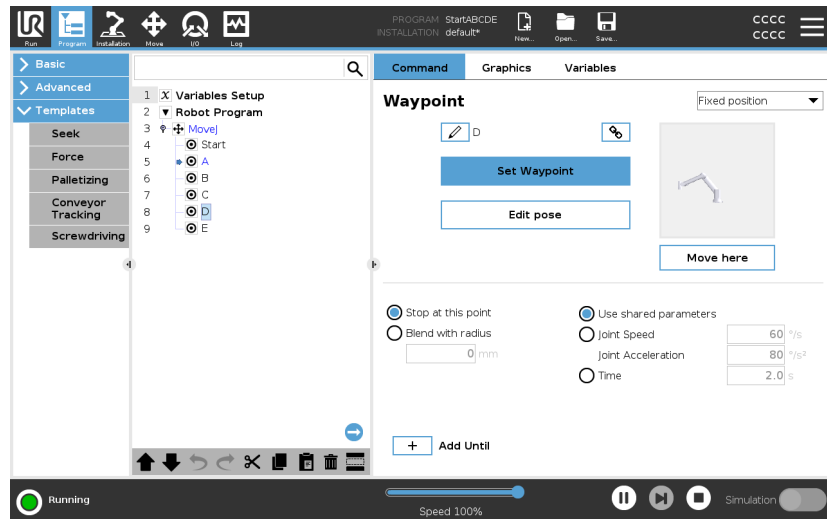 UR
Run
Program
Installation
Move
I/O
Log
PROGRAM StartABCDE
INSTALLATION default*
New...
Open...
Save...
cccc
cccc
Basic
Advanced
Templates
Seek
Force
Palletizing
Conveyor
Tracking
Screwdriving
1 X Variables Setup
2 Robot Program
3 MoveJ
4 Start
5 A
6 B
7 C
8 D
9 E
Command Graphics Variables
Waypoint
Fixed position
D
Set Waypoint
Edit pose
Move here
Stop at this point
Blend with radius
0 mm
Use shared parameters
Joint Speed 60 °/s
Joint Acceleration 80 °/s²
Time 2.0 s
+ Add Until
Running
Speed 100%
Simulation